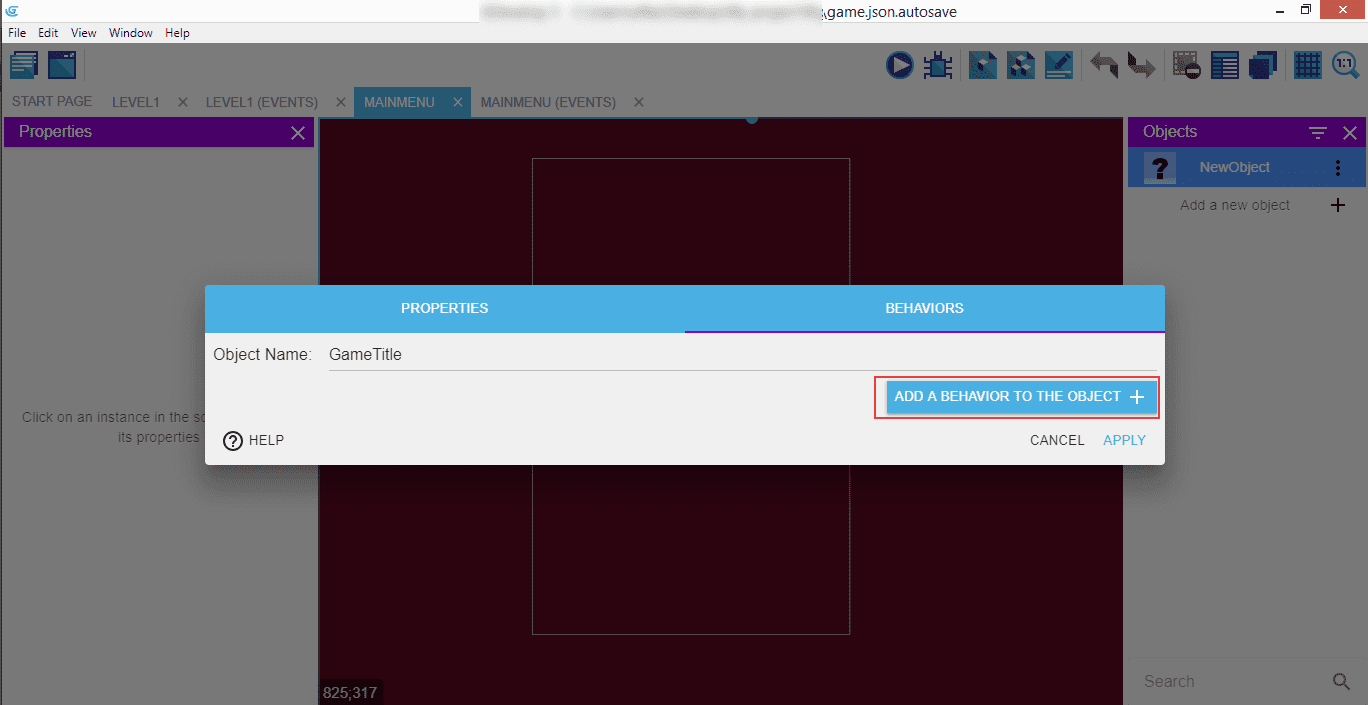 \game.json.autosave
File Edit View Window Help
1:1
START PAGE LEVEL1 LEVEL1 (EVENTS) MAINMENU MAINMENU (EVENTS)
Properties
Objects
? NewObject
Add a new object
PROPERTIES BEHAVIORS
Object Name: GameTitle
ADD A BEHAVIOR TO THE OBJECT
Click on an instance in the sc
its properties
? HELP CANCEL APPLY
825;317
Search